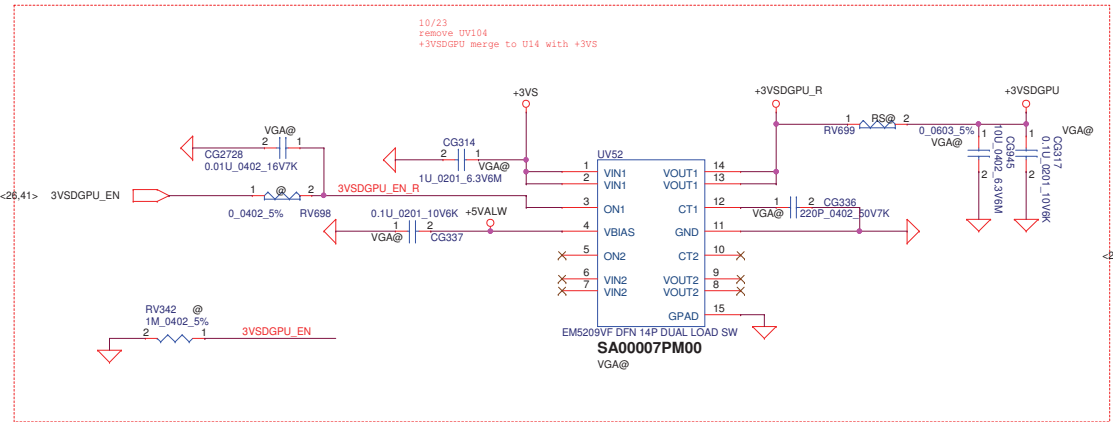 10/23
remove UV104
+3VSDGPU merge to U14 with +3VS
+3VS
+3VSDGPU_R
+3VSDGPU
VGA@
2 1
CG2728
0.01U_0402_16V7K
CG314
2 1
VGA@
1U_0201_6.3V6M
<26,41> 3VSDGPU_EN
1 @ 2
0_0402_5% RV698
3VSDGPU_EN_R
0.1U_0201_10V6K
+5VALW
1 2
VGA@ CG337
UV52
1 VIN1
2 VIN1
3 ON1
4 VBIAS
5 ON2
6 VIN2
7 VIN2
VOUT1 14
VOUT1 13
CT1 12
GND 11
CT2 10
VOUT2 9
VOUT2 8
GPAD 15
EM5209VF DFN 14P DUAL LOAD SW
SA00007PM00
VGA@
1 RS@ 2
RV699 0_0603_5%
VGA@
1 2
CG945
10U_0402_6.3V6M
1 2
CG317
0.1U_0201_10V6K
VGA@
1 2 CG336
VGA@ 220P_0402_50V7K
RV342 @
1M_0402_5%
2 1 3VSDGPU_EN
<2